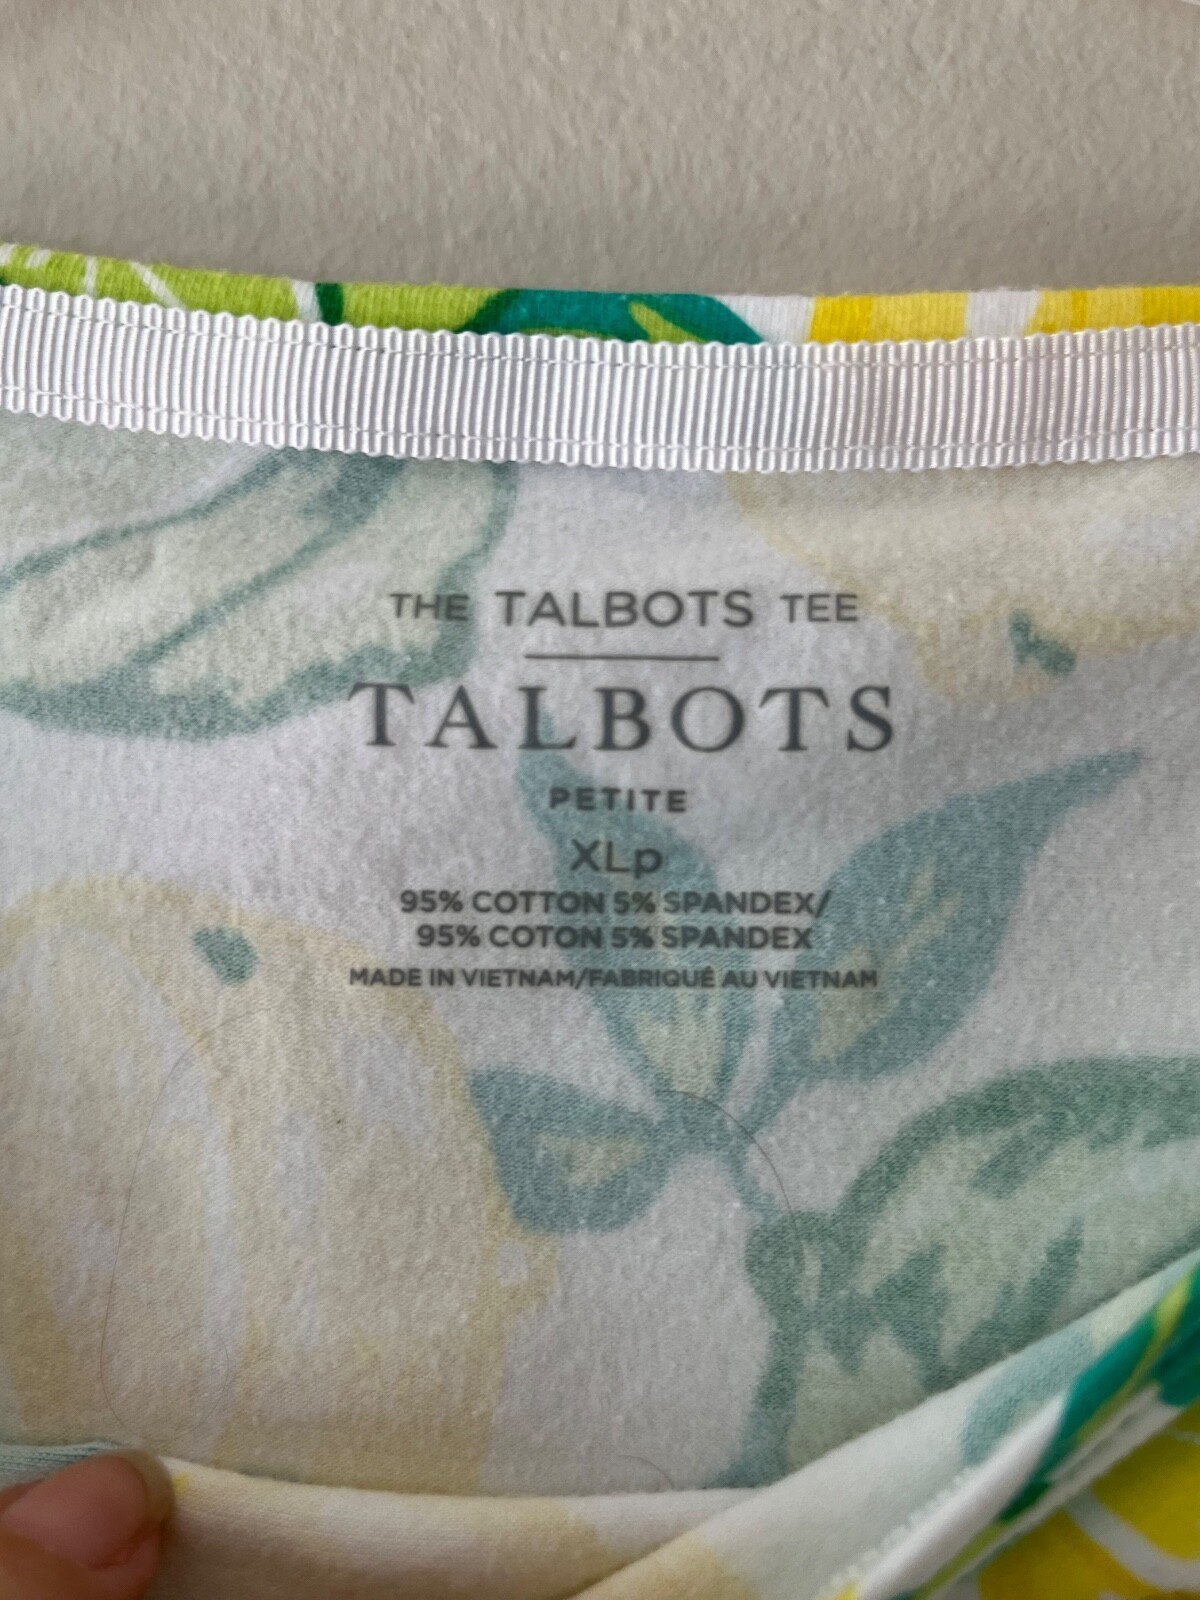 THE TALBOTS TEE
TALBOTS
PETITE
XLp
95% COTTON 5% SPANDEX/
95% COTON 5% SPANDEX
MADE IN VIETNAM/FABRIQUÉ AU VIETNAM